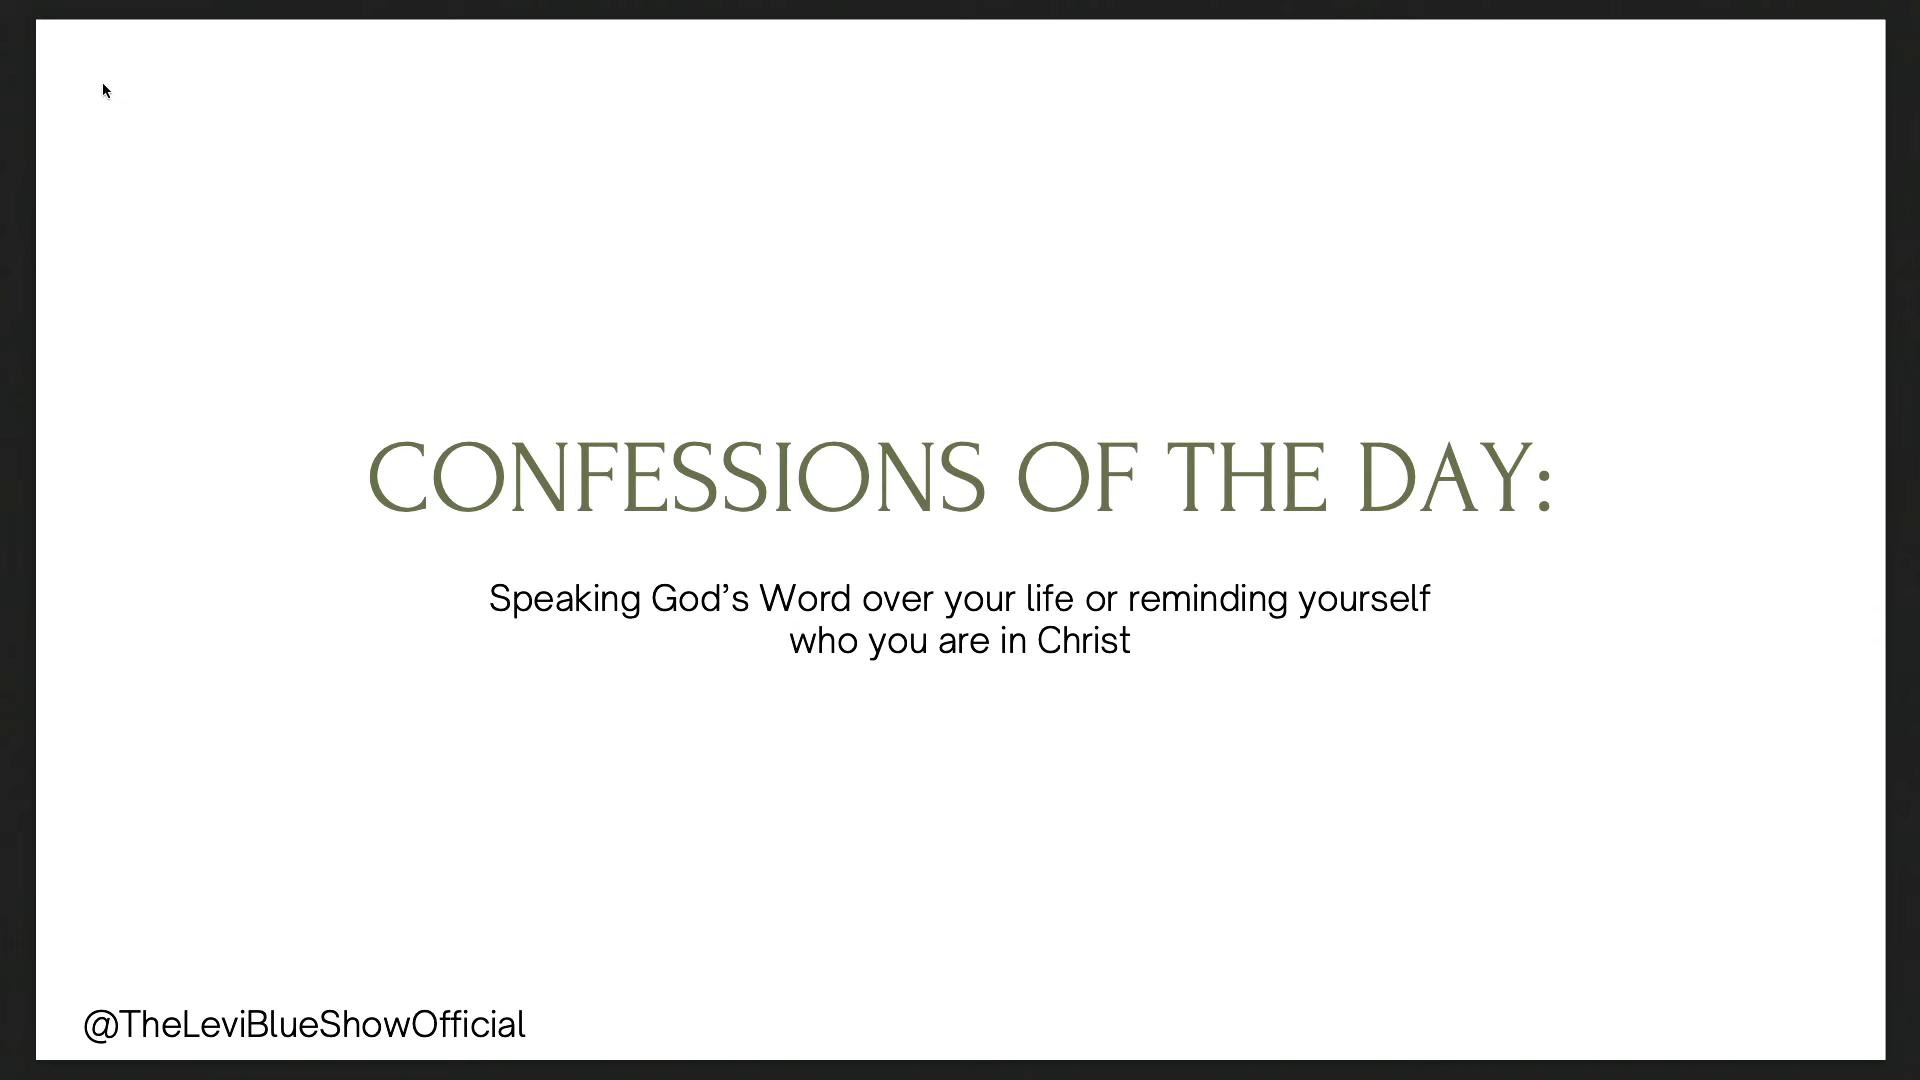 CONFESSIONS OF THE DAY:
Speaking God’s Word over your life or reminding yourself
who you are in Christ
@TheLeviBlueShowOfficial